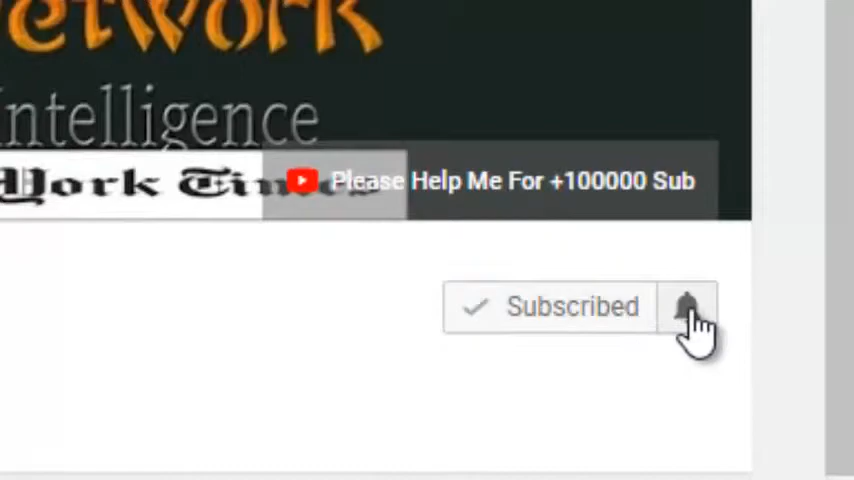 etwork
Intelligence
York Times
Please Help Me For +100000 Sub
Subscribed